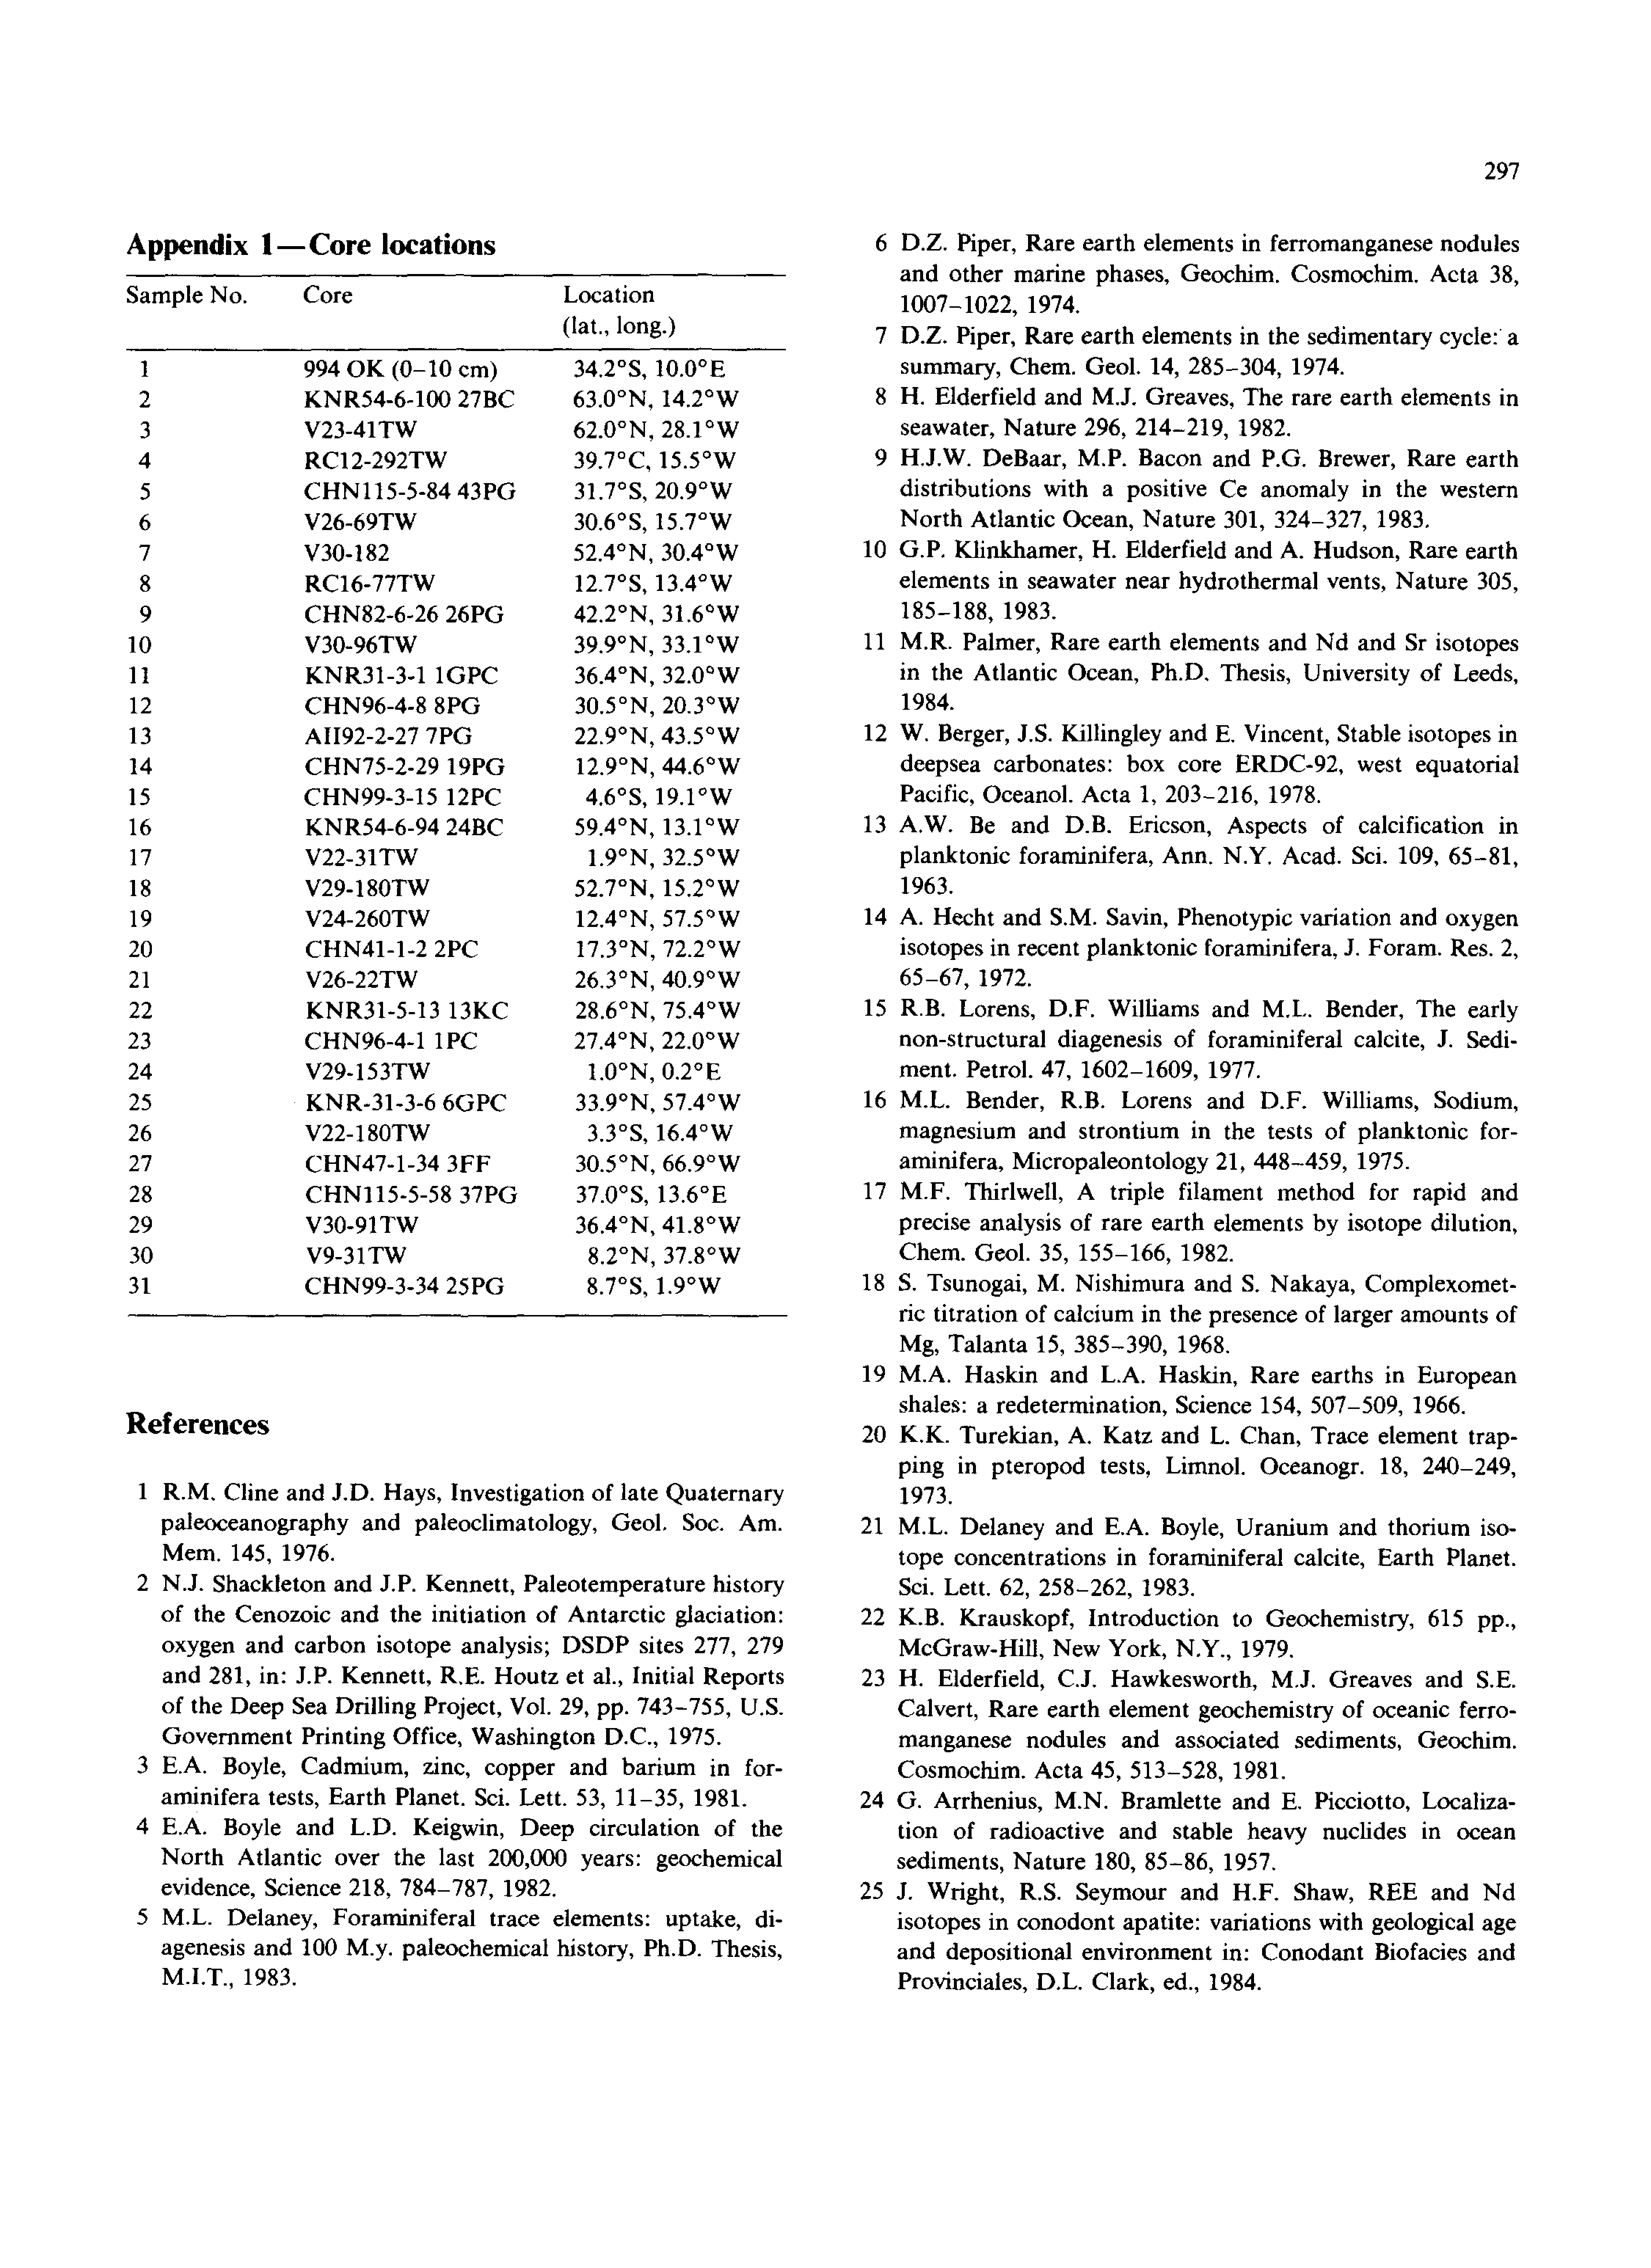 297
Appendix 1—Core locations
Sample No. Core Location
(lat., long.)
1 994 OK (0–10 cm) 34.2°S, 10.0°E
2 KNR54-6-100 27BC 63.0°N, 14.2°W
3 V23-41TW 62.0°N, 28.1°W
4 RC12-292TW 39.7°C, 15.5°W
5 CHN115-5-84 43PG 31.7°S, 20.9°W
6 V26-69TW 30.6°S, 15.7°W
7 V30-182 52.4°N, 30.4°W
8 RC16-77TW 12.7°S, 13.4°W
9 CHN82-6-26 26PG 42.2°N, 31.6°W
10 V30-96TW 39.9°N, 33.1°W
11 KNR31-3-1 1GPC 36.4°N, 32.0°W
12 CHN96-4-8 8PG 30.5°N, 20.3°W
13 AII92-2-27 7PG 22.9°N, 43.5°W
14 CHN75-2-29 19PG 12.9°N, 44.6°W
15 CHN99-3-15 12PC 4.6°S, 19.1°W
16 KNR54-6-94 24BC 59.4°N, 13.1°W
17 V22-31TW 1.9°N, 32.5°W
18 V29-180TW 52.7°N, 15.2°W
19 V24-260TW 12.4°N, 57.5°W
20 CHN41-1-2 2PC 17.3°N, 72.2°W
21 V26-22TW 26.3°N, 40.9°W
22 KNR31-5-13 13KC 28.6°N, 75.4°W
23 CHN96-4-1 1PC 27.4°N, 22.0°W
24 V29-153TW 1.0°N, 0.2°E
25 KNR-31-3-6 6GPC 33.9°N, 57.4°W
26 V22-180TW 3.3°S, 16.4°W
27 CHN47-1-34 3FF 30.5°N, 66.9°W
28 CHN115-5-58 37PG 37.0°S, 13.6°E
29 V30-91TW 36.4°N, 41.8°W
30 V9-31TW 8.2°N, 37.8°W
31 CHN99-3-34 25PG 8.7°S, 1.9°W
References
1 R.M. Cline and J.D. Hays, Investigation of late Quaternary
paleoceanography and paleoclimatology, Geol. Soc. Am.
Mem. 145, 1976.
2 N.J. Shackleton and J.P. Kennett, Paleotemperature history
of the Cenozoic and the initiation of Antarctic glaciation:
oxygen and carbon isotope analysis; DSDP sites 277, 279
and 281, in: J.P. Kennett, R.E. Houtz et al., Initial Reports
of the Deep Sea Drilling Project, Vol. 29, pp. 743–755, U.S.
Government Printing Office, Washington D.C., 1975.
3 E.A. Boyle, Cadmium, zinc, copper and barium in for-
aminifera tests, Earth Planet. Sci. Lett. 53, 11–35, 1981.
4 E.A. Boyle and L.D. Keigwin, Deep circulation of the
North Atlantic over the last 200,000 years: geochemical
evidence, Science 218, 784–787, 1982.
5 M.L. Delaney, Foraminiferal trace elements: uptake, di-
agenesis and 100 M.y. paleochemical history, Ph.D. Thesis,
M.I.T., 1983.
6 D.Z. Piper, Rare earth elements in ferromanganese nodules
and other marine phases, Geochim. Cosmochim. Acta 38,
1007–1022, 1974.
7 D.Z. Piper, Rare earth elements in the sedimentary cycle: a
summary, Chem. Geol. 14, 285–304, 1974.
8 H. Elderfield and M.J. Greaves, The rare earth elements in
seawater, Nature 296, 214–219, 1982.
9 H.J.W. DeBaar, M.P. Bacon and P.G. Brewer, Rare earth
distributions with a positive Ce anomaly in the western
North Atlantic Ocean, Nature 301, 324–327, 1983.
10 G.P. Klinkhamer, H. Elderfield and A. Hudson, Rare earth
elements in seawater near hydrothermal vents, Nature 305,
185–188, 1983.
11 M.R. Palmer, Rare earth elements and Nd and Sr isotopes
in the Atlantic Ocean, Ph.D. Thesis, University of Leeds,
1984.
12 W. Berger, J.S. Killingley and E. Vincent, Stable isotopes in
deepsea carbonates: box core ERDC-92, west equatorial
Pacific, Oceanol. Acta 1, 203–216, 1978.
13 A.W. Be and D.B. Ericson, Aspects of calcification in
planktonic foraminifera, Ann. N.Y. Acad. Sci. 109, 65–81,
1963.
14 A. Hecht and S.M. Savin, Phenotypic variation and oxygen
isotopes in recent planktonic foraminifera, J. Foram. Res. 2,
65–67, 1972.
15 R.B. Lorens, D.F. Williams and M.L. Bender, The early
non-structural diagenesis of foraminiferal calcite, J. Sedi-
ment. Petrol. 47, 1602–1609, 1977.
16 M.L. Bender, R.B. Lorens and D.F. Williams, Sodium,
magnesium and strontium in the tests of planktonic for-
aminifera, Micropaleontology 21, 448–459, 1975.
17 M.F. Thirlwell, A triple filament method for rapid and
precise analysis of rare earth elements by isotope dilution,
Chem. Geol. 35, 155–166, 1982.
18 S. Tsunogai, M. Nishimura and S. Nakaya, Complexomet-
ric titration of calcium in the presence of larger amounts of
Mg, Talanta 15, 385–390, 1968.
19 M.A. Haskin and L.A. Haskin, Rare earths in European
shales: a redetermination, Science 154, 507–509, 1966.
20 K.K. Turekian, A. Katz and L. Chan, Trace element trap-
ping in pteropod tests, Limnol. Oceanogr. 18, 240–249,
1973.
21 M.L. Delaney and E.A. Boyle, Uranium and thorium iso-
tope concentrations in foraminiferal calcite, Earth Planet.
Sci. Lett. 62, 258–262, 1983.
22 K.B. Krauskopf, Introduction to Geochemistry, 615 pp.,
McGraw-Hill, New York, N.Y., 1979.
23 H. Elderfield, C.J. Hawkesworth, M.J. Greaves and S.E.
Calvert, Rare earth element geochemistry of oceanic ferro-
manganese nodules and associated sediments, Geochim.
Cosmochim. Acta 45, 513–528, 1981.
24 G. Arrhenius, M.N. Bramlette and E. Picciotto, Localiza-
tion of radioactive and stable heavy nuclides in ocean
sediments, Nature 180, 85–86, 1957.
25 J. Wright, R.S. Seymour and H.F. Shaw, REE and Nd
isotopes in conodont apatite: variations with geological age
and depositional environment in: Conodant Biofacies and
Provinciales, D.L. Clark, ed., 1984.